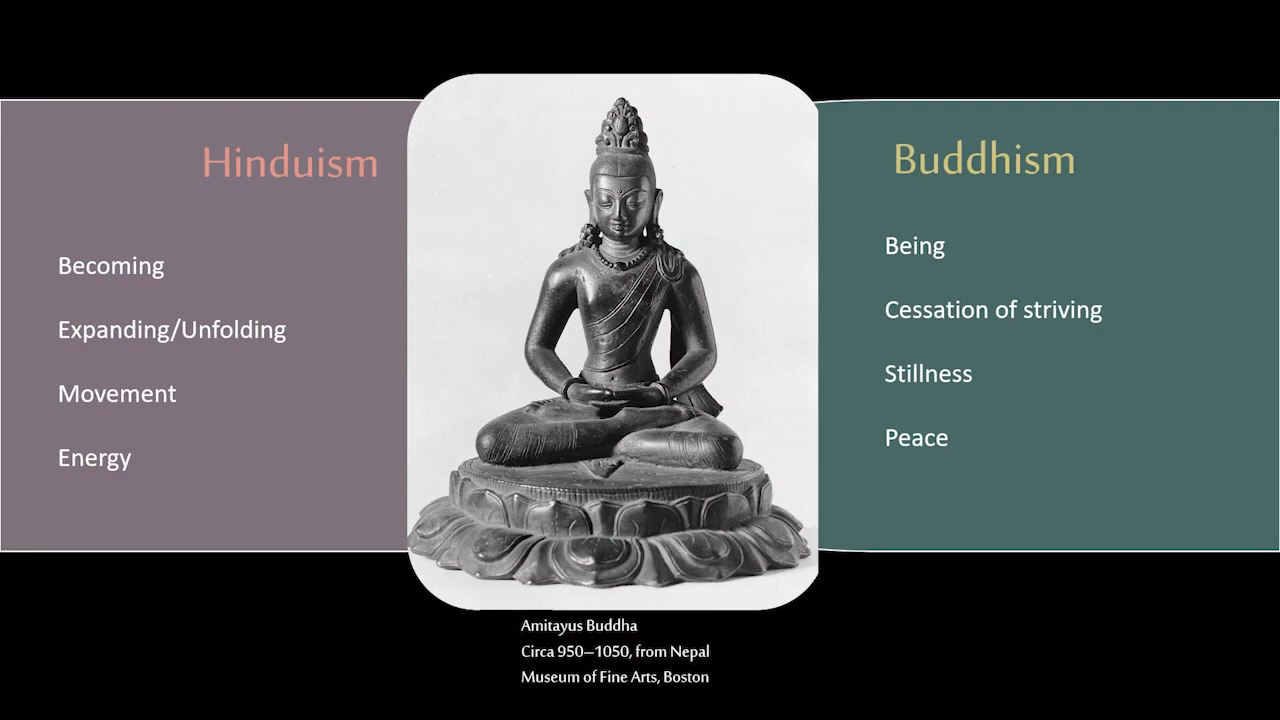 Hinduism
Becoming
Expanding/Unfolding
Movement
Energy
Buddhism
Being
Cessation of striving
Stillness
Peace
Amitayus Buddha
Circa 950–1050, from Nepal
Museum of Fine Arts, Boston